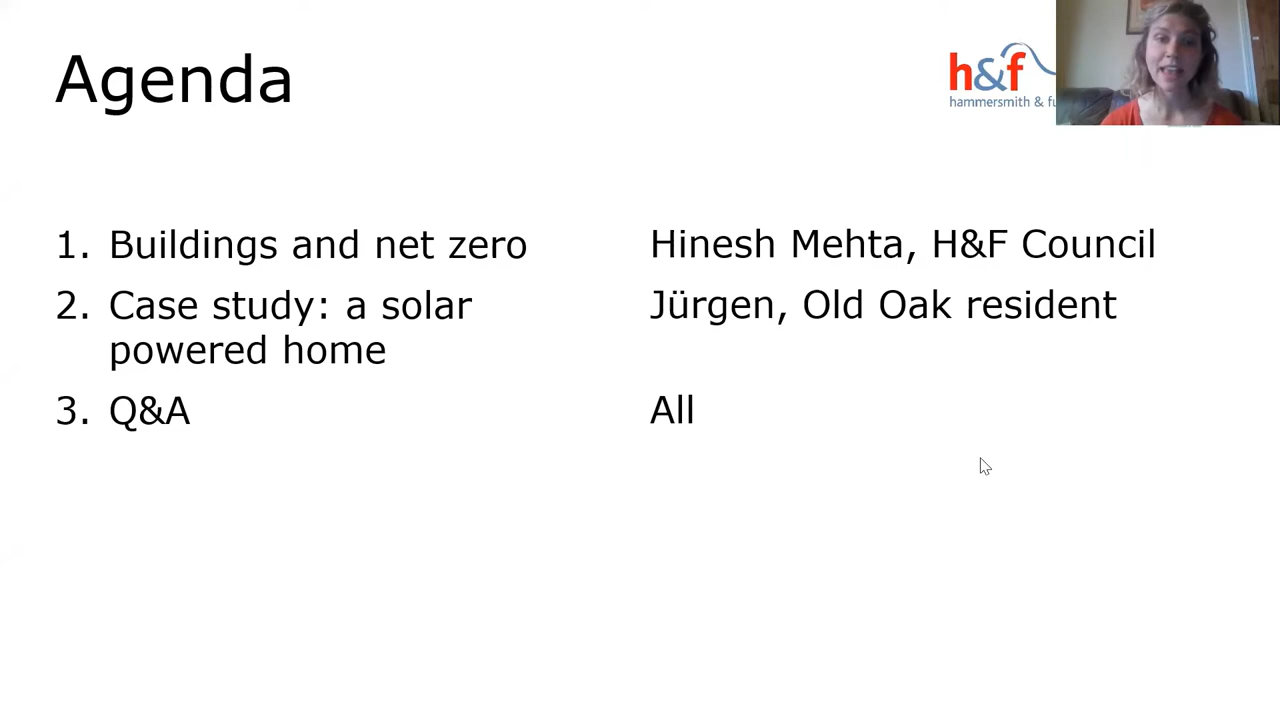 Agenda
h&f
hammersmith &
1. Buildings and net zero
Hinesh Mehta, H&F Council
2. Case study: a solar
powered home
Jürgen, Old Oak resident
3. Q&A
All